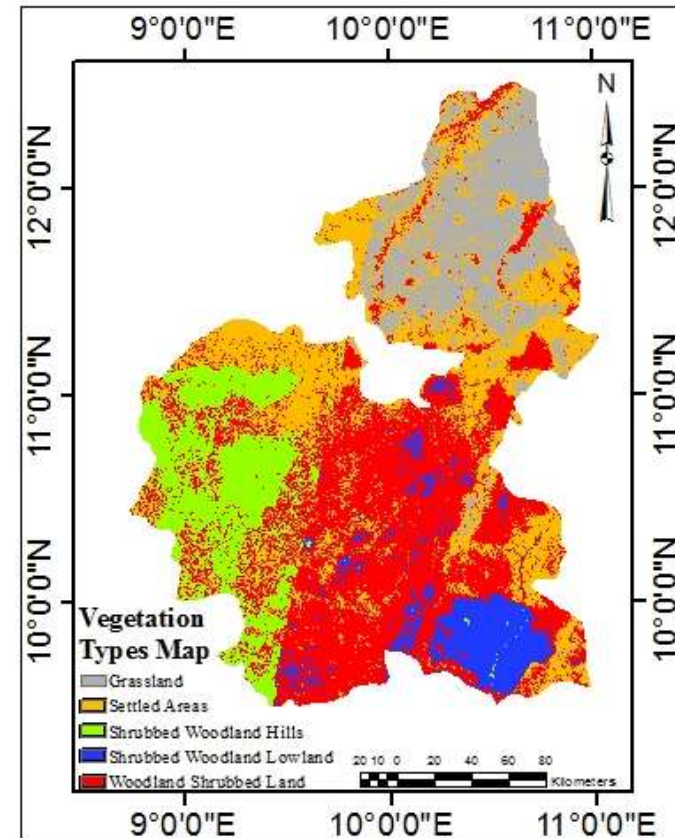 9°0'0"E 10°0'0"E 11°0'0"E
N
12°0'0"N 12°0'0"N
11°0'0"N 11°0'0"N
10°0'0"N 10°0'0"N
Vegetation
Types Map
Grassland
Settled Areas
Shrubbed Woodland Hills
Shrubbed Woodland Lowland
Woodland Shrubbed Land
20 10 0 20 40 60 80
Kilometers
9°0'0"E 10°0'0"E 11°0'0"E